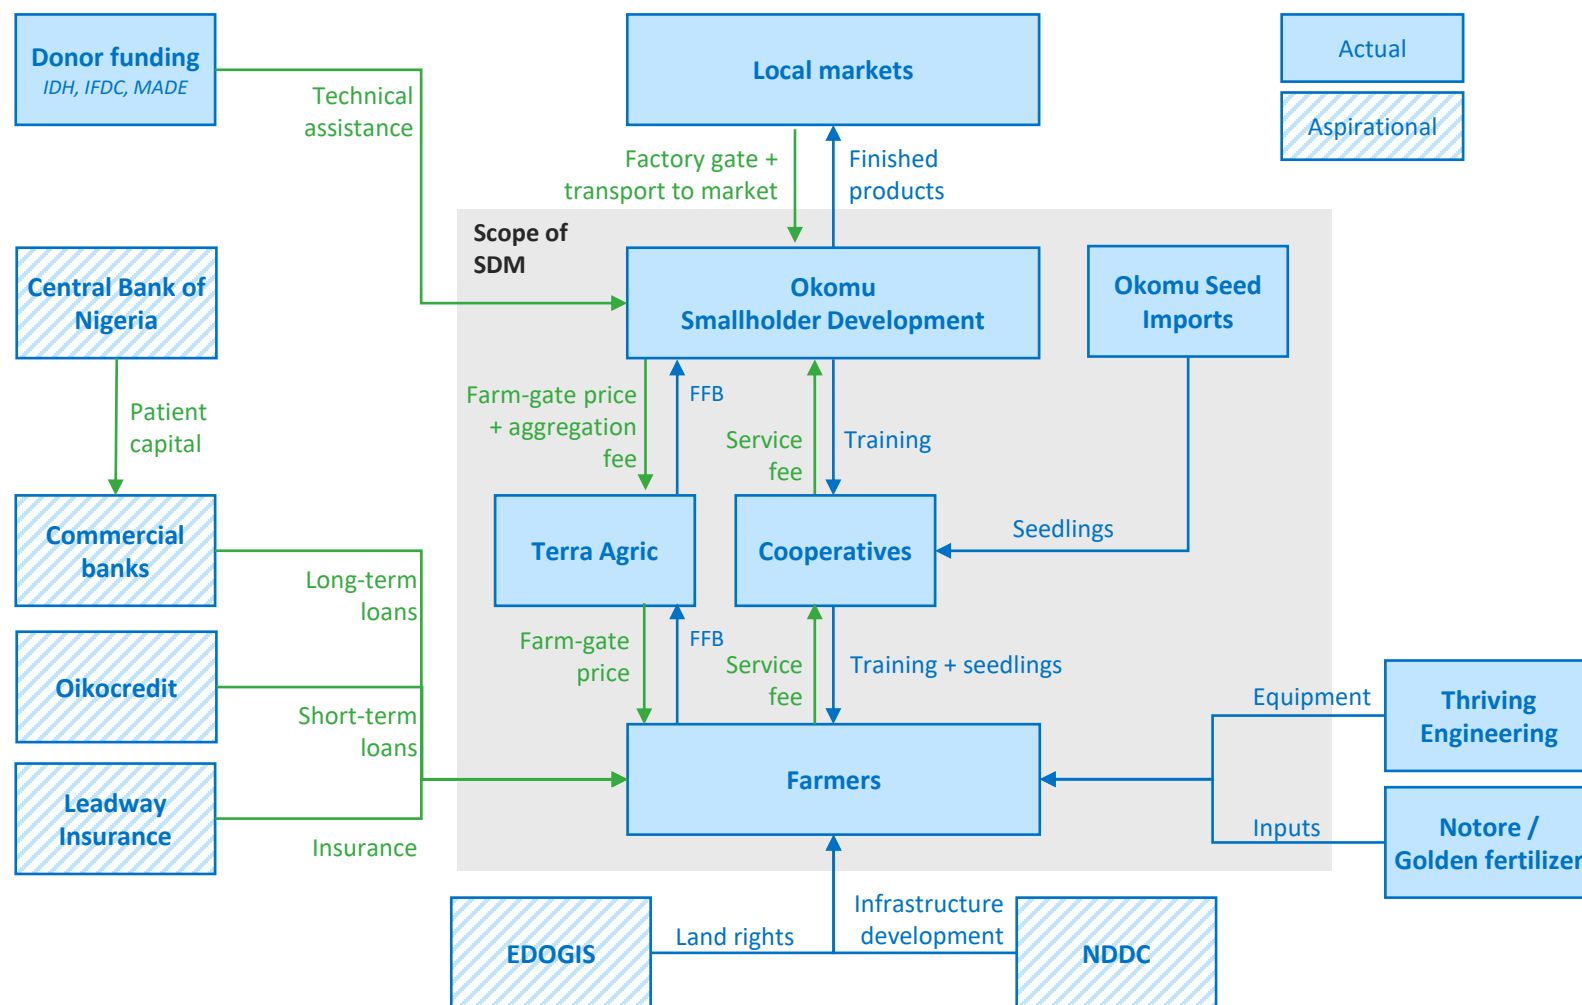 Donor funding
IDH, IFDC, MADE
Local markets
Actual
Aspirational
Technical
assistance
Factory gate +
transport to market
Finished
products
Scope of
SDM
Central Bank of
Nigeria
Okomu
Smallholder Development
Okomu Seed
Imports
Patient
capital
Farm-gate price
+ aggregation
fee
FFB
Service
fee
Training
Commercial
banks
Terra Agric
Cooperatives
Seedlings
Long-term
loans
Farm-gate
price
FFB
Service
fee
Training + seedlings
Oikocredit
Short-term
loans
Equipment
Thriving
Engineering
Farmers
Leadway
Insurance
Insurance
Inputs
Notore /
Golden fertilizer
EDOGIS
Land rights
Infrastructure
development
NDDC